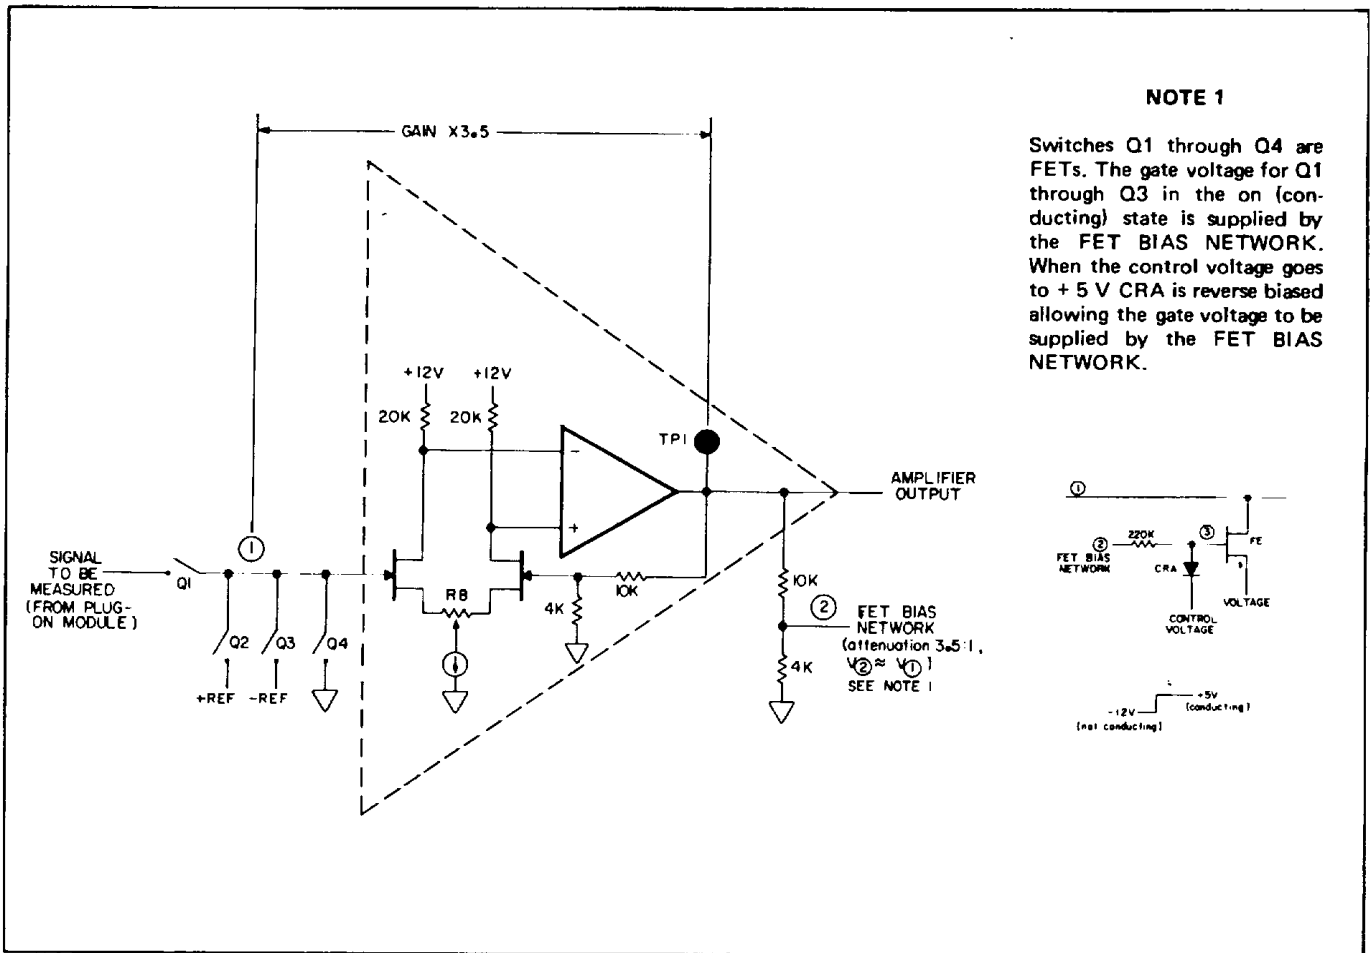 NOTE 1
Switches Q1 through Q4 are
FETs. The gate voltage for Q1
through Q3 in the on (con-
ducting) state is supplied by
the FET BIAS NETWORK.
When the control voltage goes
to + 5 V CRA is reverse biased
allowing the gate voltage to be
supplied by the FET BIAS
NETWORK.
GAIN X3.5
+12V +12V
20K 20K
TP1
-
+
AMPLIFIER
OUTPUT
SIGNAL
TO BE
MEASURED
(FROM PLUG-
ON MODULE)
Q1
1
Q2 Q3 Q4
+REF -REF
R8
4K
10K
10K
4K
2 FET BIAS
NETWORK
(attenuation 3.5:1,
V2 ≈ V1)
SEE NOTE 1
1
2 220K 3
FET BIAS
NETWORK
CRA
FE
CONTROL
VOLTAGE
VOLTAGE
-12V
(not conducting)
+5V
(conducting)